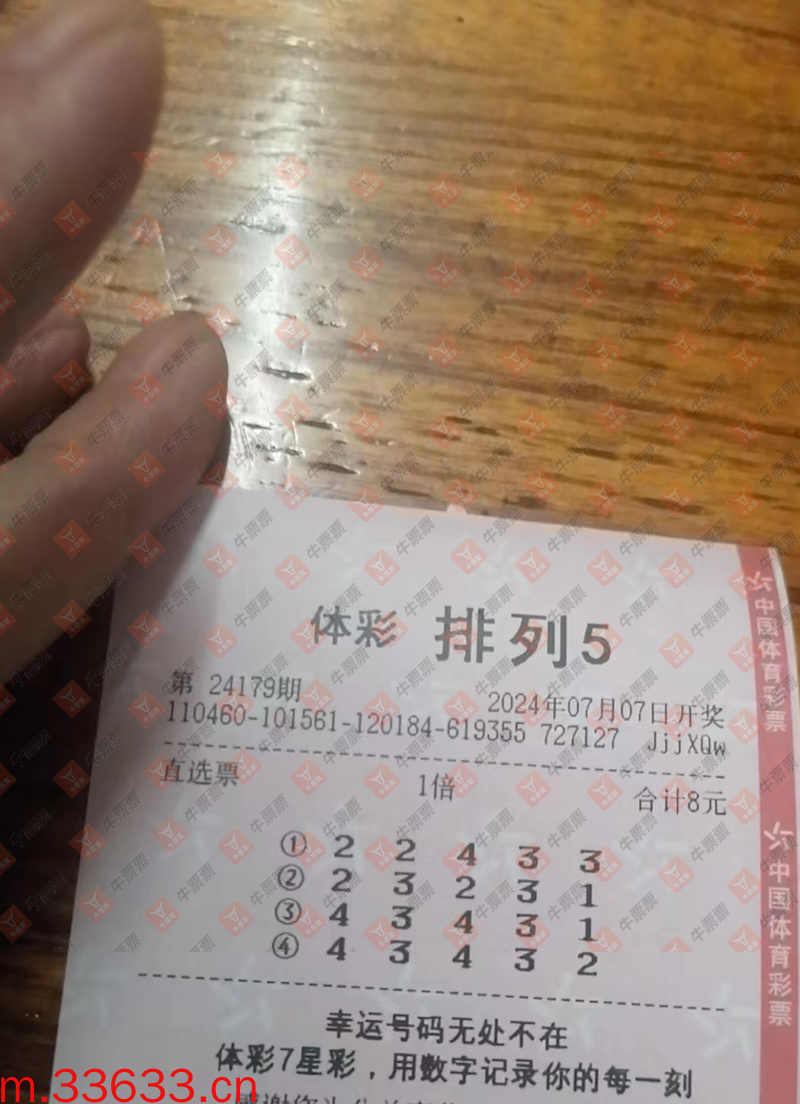 体彩 排列5
第 24179期 2024年07月07日开奖
110460-101561-120184-619355 727127 JjjXQw
直选票 1倍 合计8元
① 2 2 4 3 3
② 2 3 2 3 1
③ 4 3 4 3 1
④ 4 3 4 3 2
幸运号码无处不在
体彩7星彩，用数字记录你的每一刻
中国体育彩票
中国体育彩票
牛票票
m.33633.cn